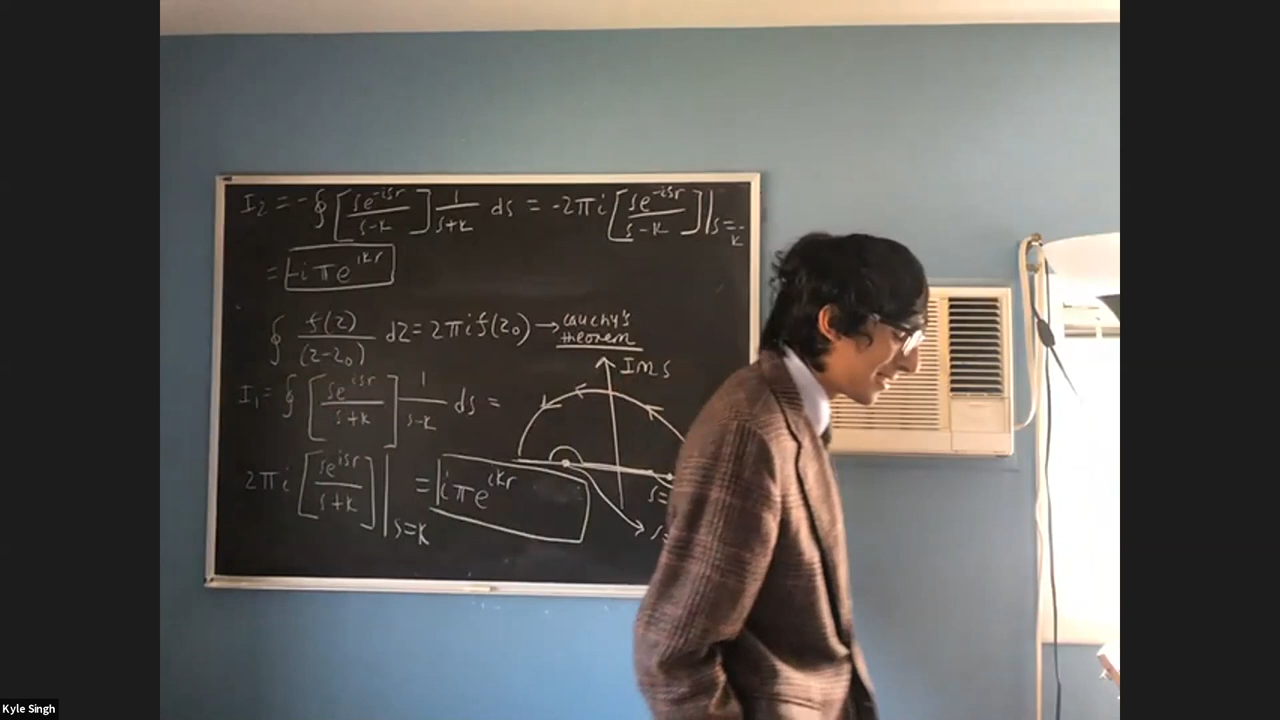 I₂ = -∮ [se^{-isr}/(s-k)] 1/(s+k) ds = -2πi [se^{-isr}/(s-k)]|_{s=-k}
= -iπe^{ikr}
∮ f(z)/(z-z₀) dz = 2πi f(z₀) → cauchy's theorem
Im s
I₁ = ∮ [se^{isr}/(s+k)] 1/(s-k) ds =
2πi [se^{isr}/(s+k)]|_{s=k} = iπe^{ikr}
s=
s=
Kyle Singh